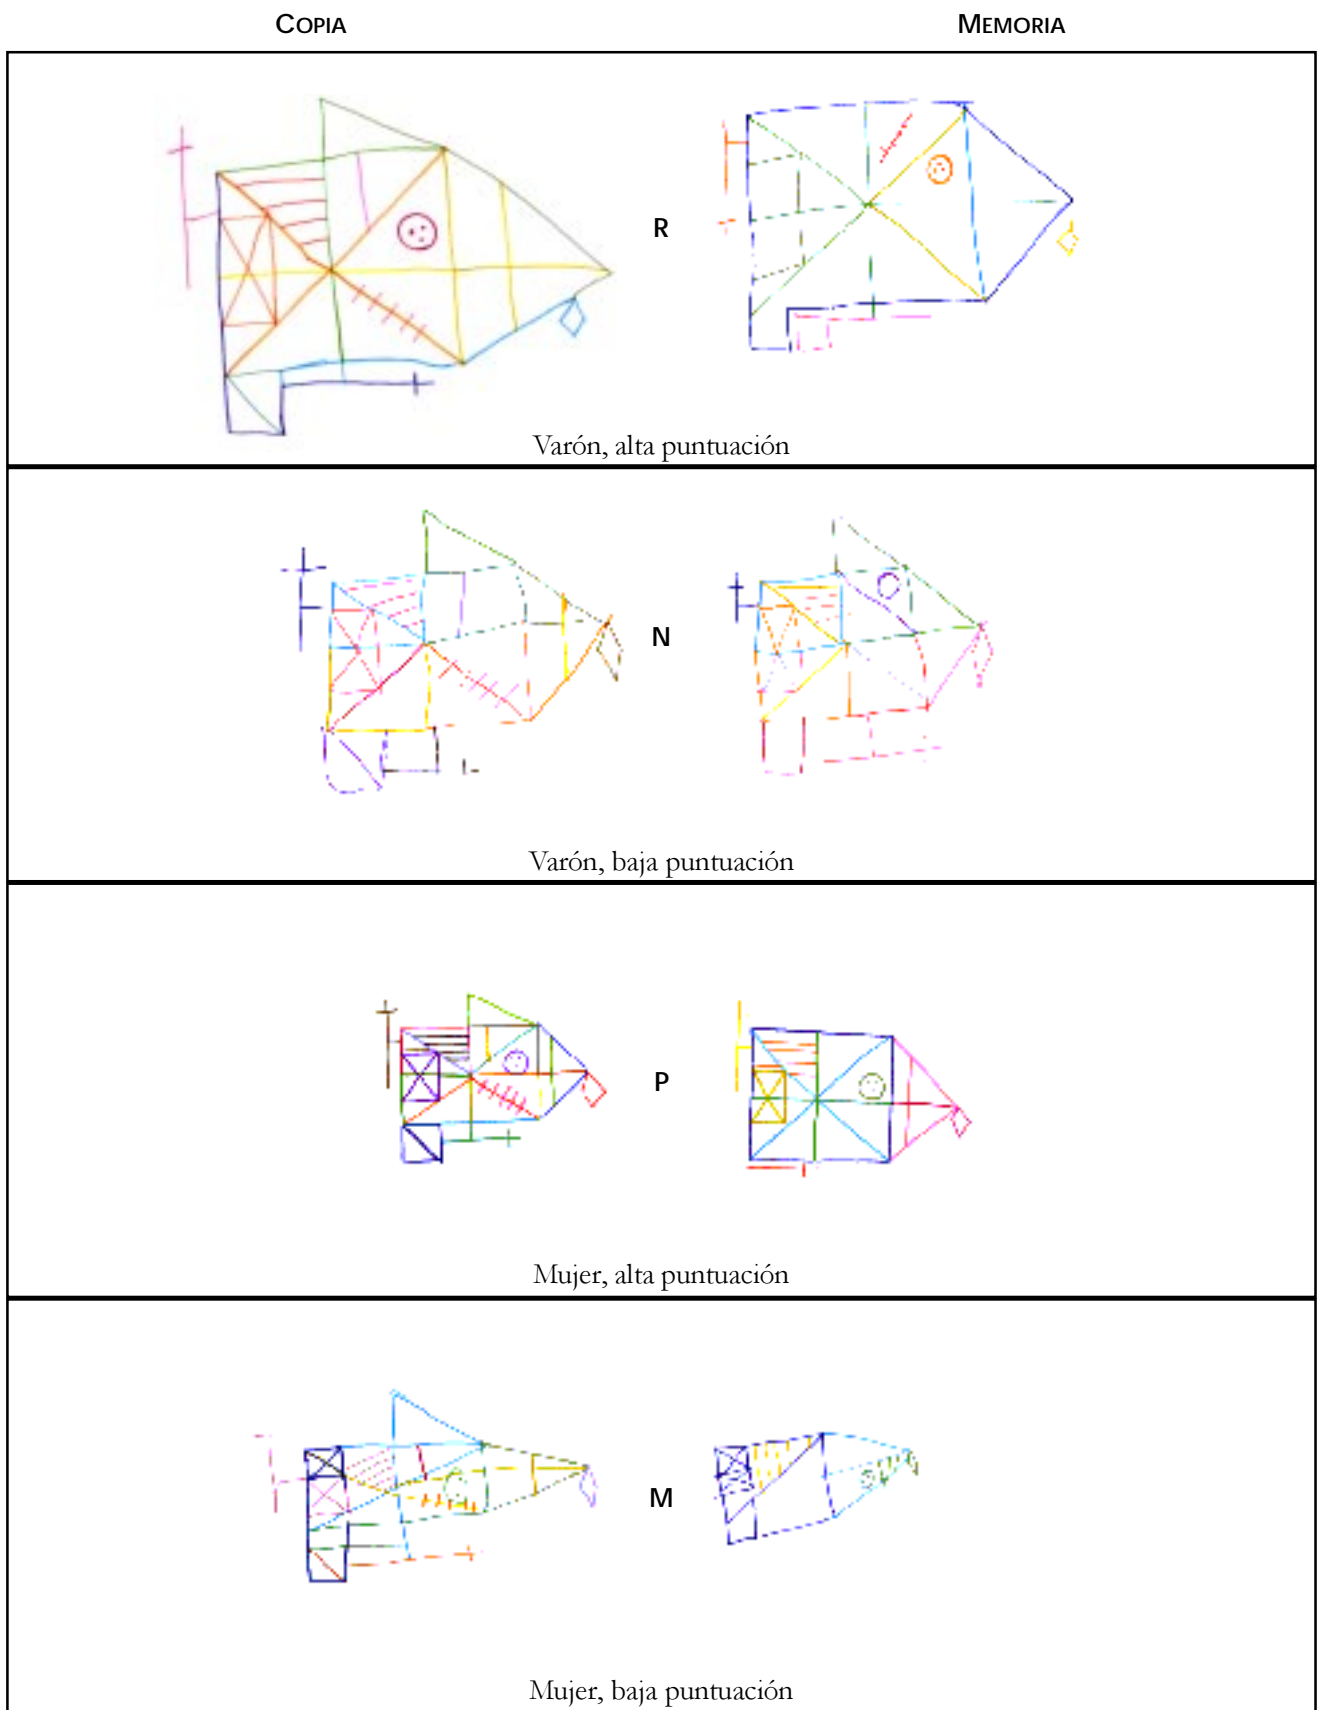 COPIA
MEMORIA
R
Varón, alta puntuación
N
Varón, baja puntuación
P
Mujer, alta puntuación
M
Mujer, baja puntuación